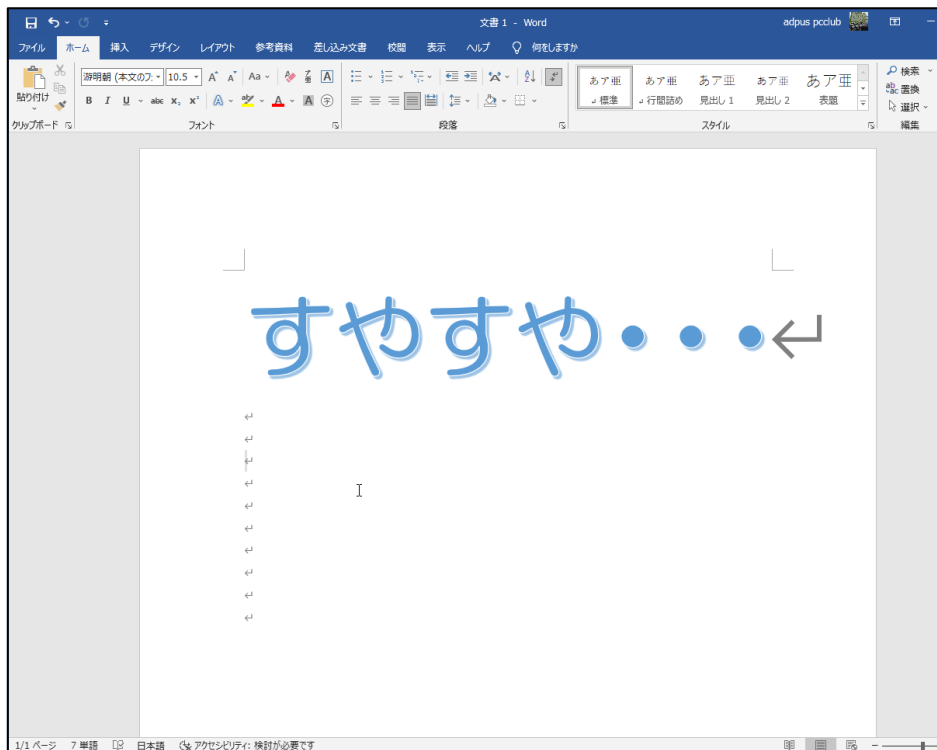 文書 1 - Word
adpus pcclub
ファイル ホーム 挿入 デザイン レイアウト 参考資料 差し込み文書 校閲 表示 ヘルプ 何をしますか
貼り付け
游明朝 (本文のフ 10.5 A A Aa A
B I U abc x₂ x² A A A 字
あア亜 あア亜 あア亜 あア亜 あア亜
標準 行間詰め 見出し 1 見出し 2 表題
検索
置換
選択
クリップボード フォント 段落 スタイル 編集
すやすや・・・
1/1 ページ 7 単語 日本語 アクセシビリティ: 検討が必要です